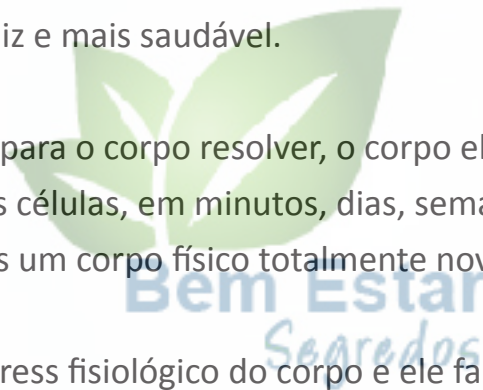 iz e mais saudável.
para o corpo resolver, o corpo el
s células, em minutos, dias, sema
s um corpo físico totalmente nov
Bem Estar
Segredos
ress fisiológico do corpo e ele fa